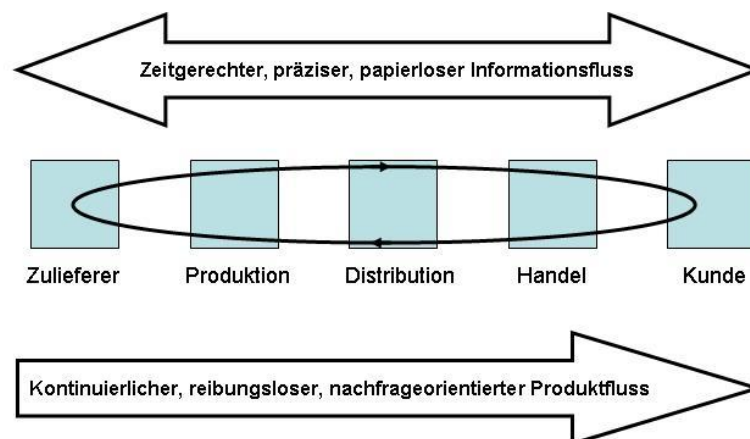 Zeitgerechter, präziser, papierloser Informationsfluss
Zulieferer Produktion Distribution Handel Kunde
Kontinuierlicher, reibungsloser, nachfrageorientierter Produktfluss